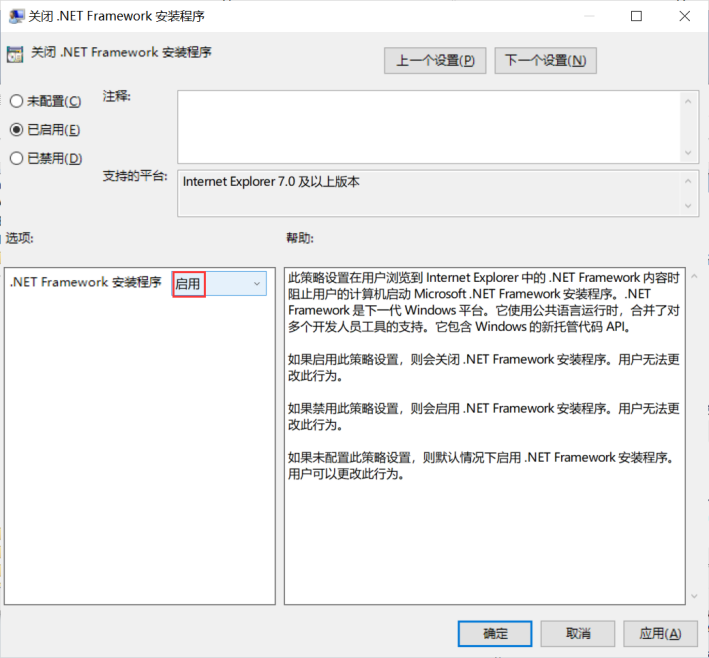 关闭 .NET Framework 安装程序
关闭 .NET Framework 安装程序
上一个设置(P)
下一个设置(N)
未配置(C)
注释:
已启用(E)
已禁用(D)
支持的平台:
Internet Explorer 7.0 及以上版本
选项:
帮助:
.NET Framework 安装程序
启用
此策略设置在用户浏览到 Internet Explorer 中的 .NET Framework 内容时
阻止用户的计算机启动 Microsoft .NET Framework 安装程序。.NET
Framework 是下一代 Windows 平台。它使用公共语言运行时，合并了对
多个开发人员工具的支持。它包含 Windows 的新托管代码 API。
如果启用此策略设置，则会关闭 .NET Framework 安装程序。用户无法更
改此行为。
如果禁用此策略设置，则会启用 .NET Framework 安装程序。用户无法更
改此行为。
如果未配置此策略设置，则默认情况下启用 .NET Framework 安装程序。
用户可以更改此行为。
确定
取消
应用(A)